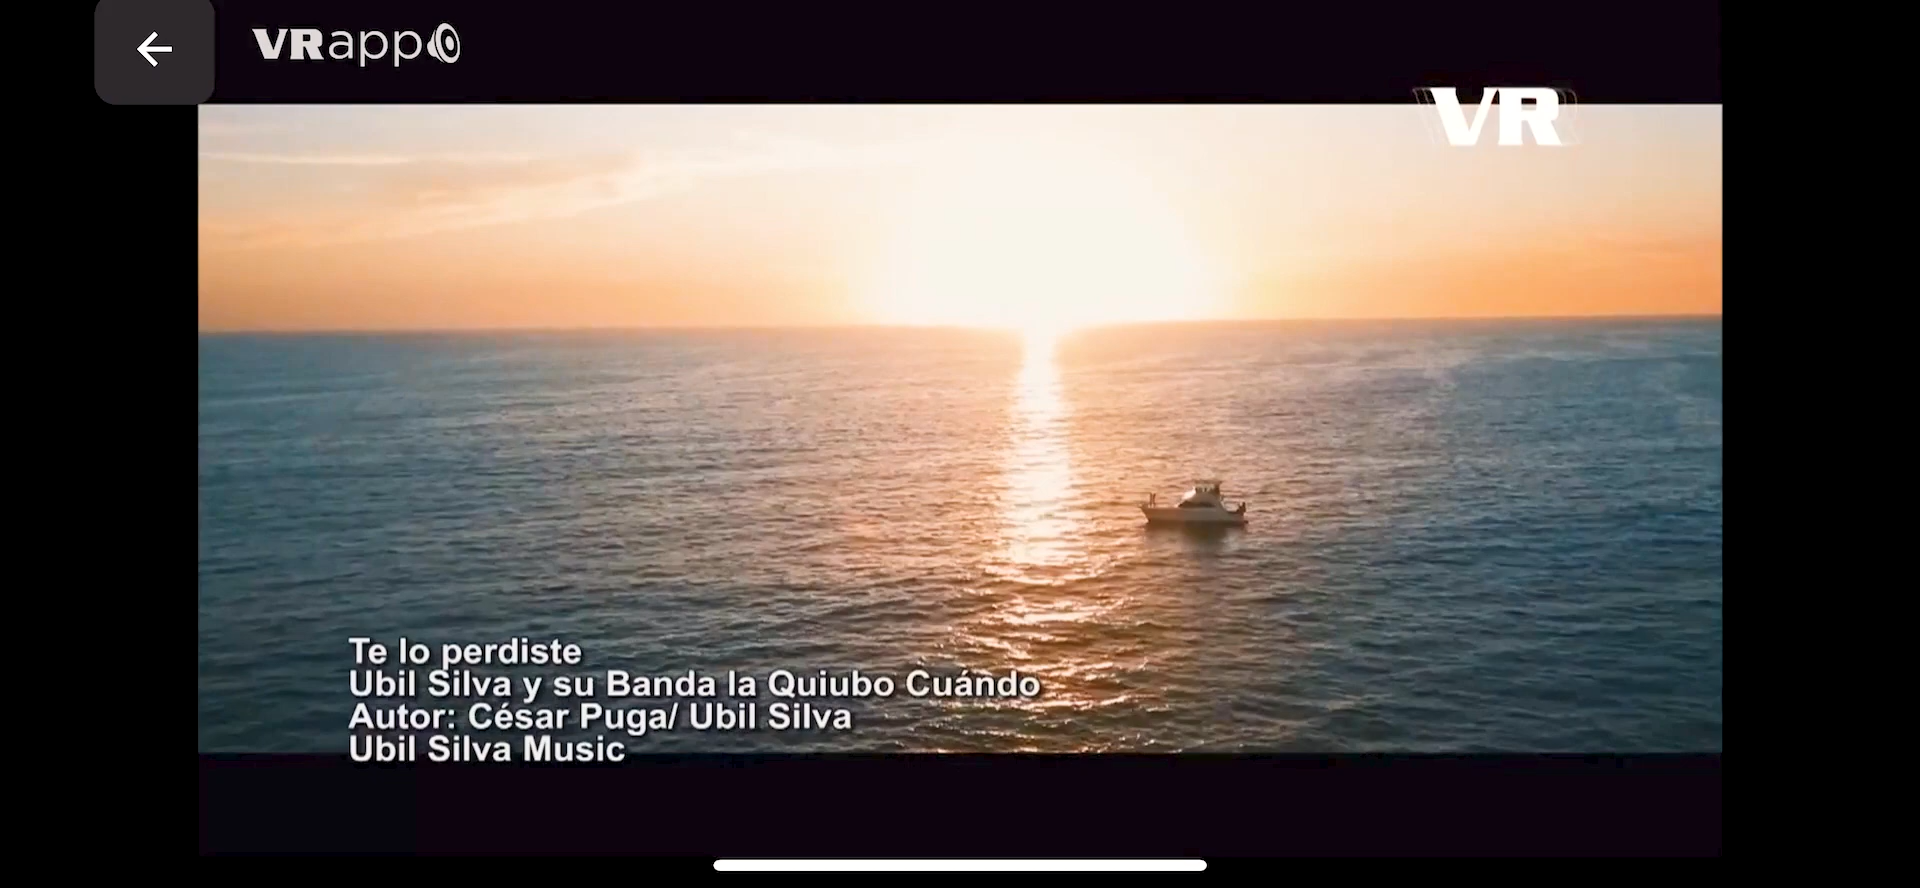 VRapp
VR
Te lo perdiste
Ubil Silva y su Banda la Quiubo Cuándo
Autor: César Puga/ Ubil Silva
Ubil Silva Music